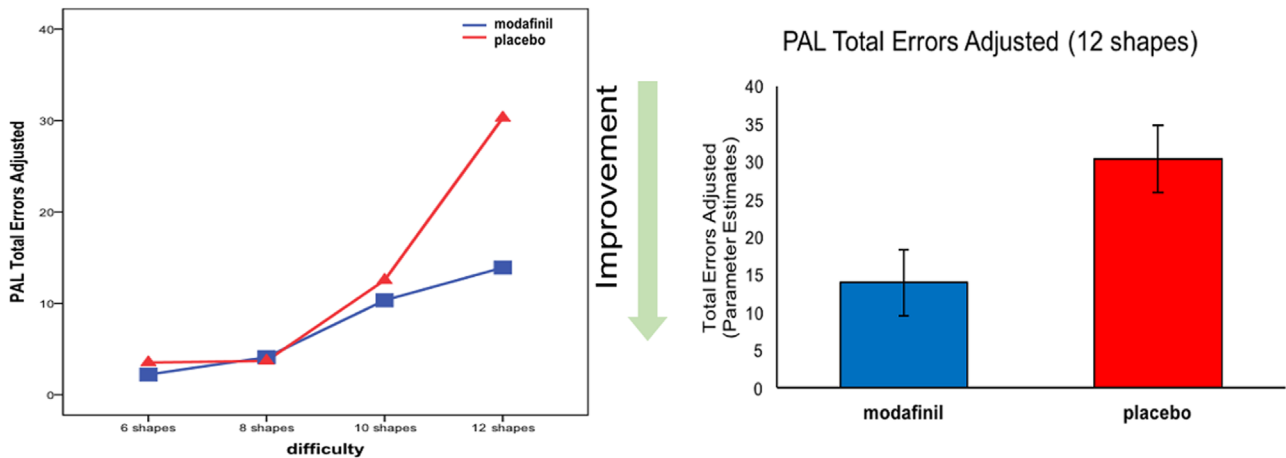 modafinil
placebo
40
30
20
10
0
PAL Total Errors Adjusted
6 shapes 8 shapes 10 shapes 12 shapes
difficulty
Improvement
PAL Total Errors Adjusted (12 shapes)
Total Errors Adjusted
(Parameter Estimates)
40
35
30
25
20
15
10
5
0
modafinil placebo